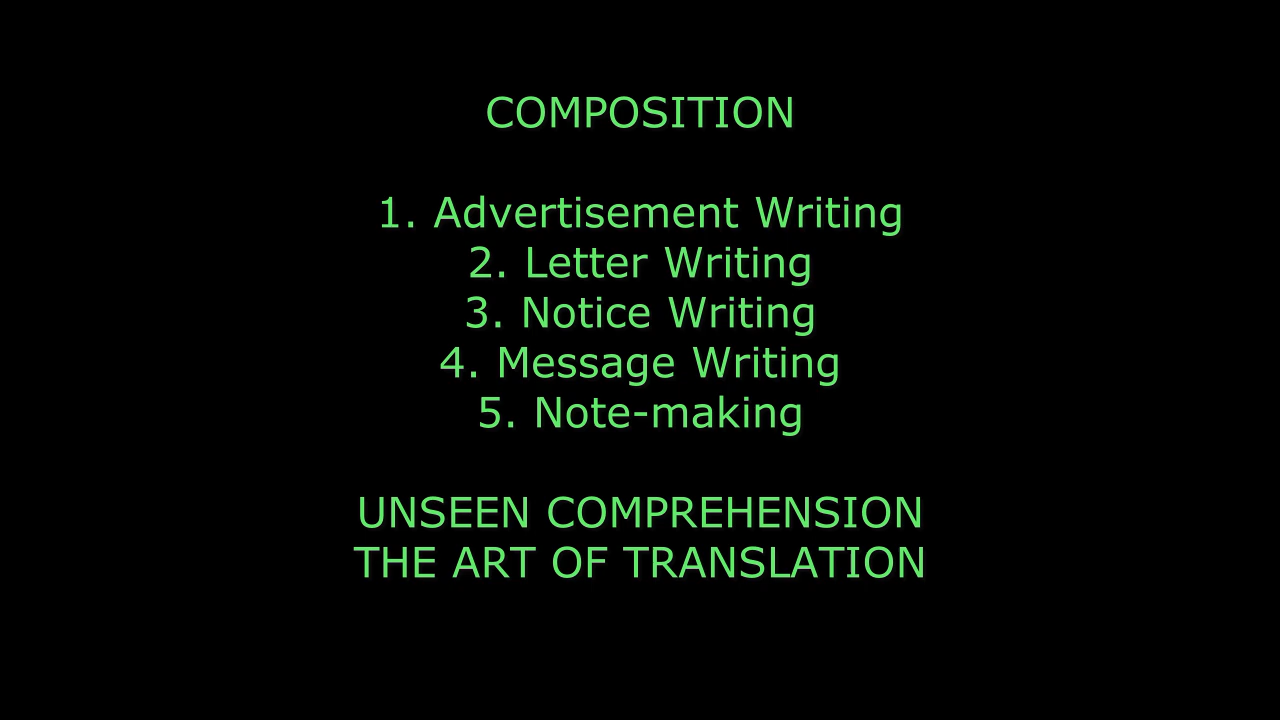 COMPOSITION
1. Advertisement Writing
2. Letter Writing
3. Notice Writing
4. Message Writing
5. Note-making
UNSEEN COMPREHENSION
THE ART OF TRANSLATION